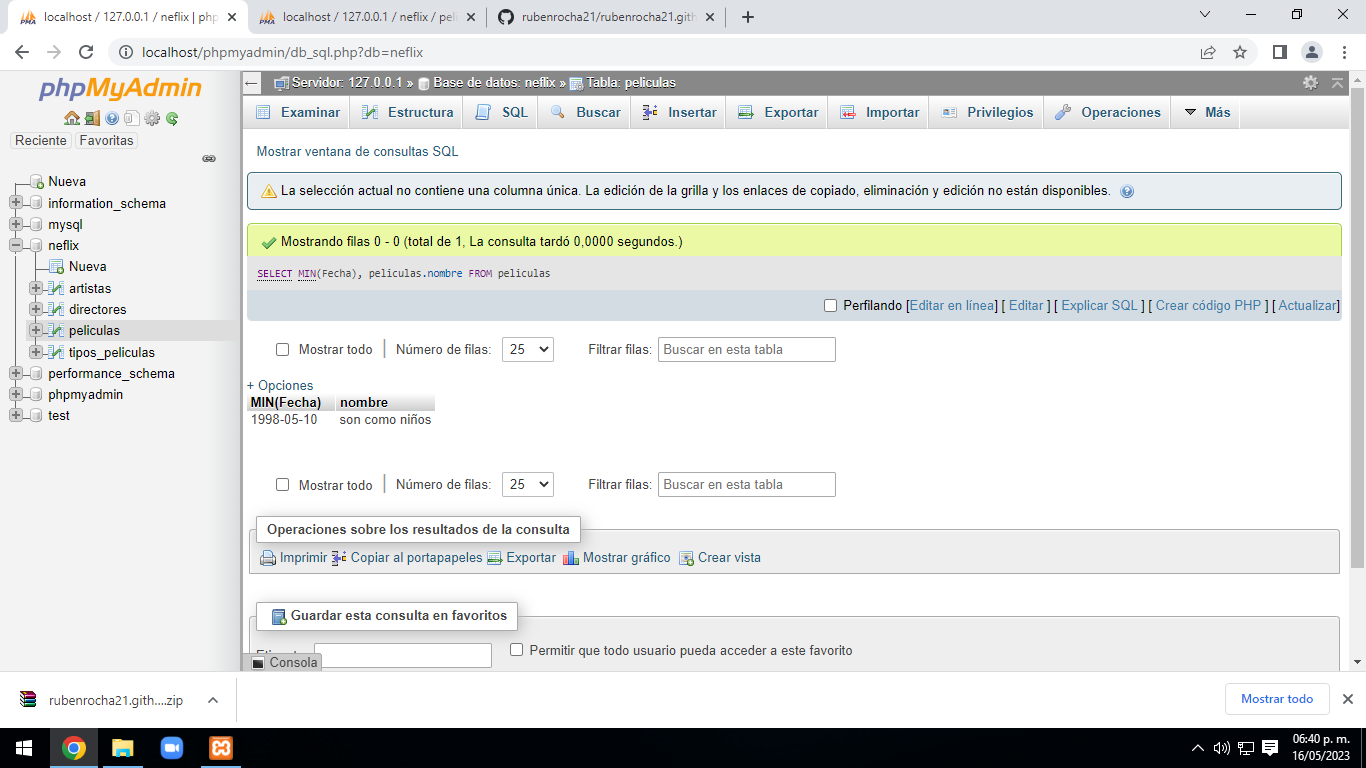 localhost / 127.0.0.1 / neflix | php
localhost / 127.0.0.1 / neflix / peli
rubenrocha21/rubenrocha21.gith
localhost/phpmyadmin/db_sql.php?db=neflix
phpMyAdmin
Reciente Favoritas
Nueva
information_schema
mysql
neflix
Nueva
artistas
directores
peliculas
tipos_peliculas
performance_schema
phpmyadmin
test
Servidor: 127.0.0.1 » Base de datos: neflix » Tabla: peliculas
Examinar Estructura SQL Buscar Insertar Exportar Importar Privilegios Operaciones Más
Mostrar ventana de consultas SQL
La selección actual no contiene una columna única. La edición de la grilla y los enlaces de copiado, eliminación y edición no están disponibles.
Mostrando filas 0 - 0 (total de 1, La consulta tardó 0,0000 segundos.)
SELECT MIN(Fecha), peliculas.nombre FROM peliculas
Perfilando [Editar en línea] [ Editar ] [ Explicar SQL ] [ Crear código PHP ] [ Actualizar]
Mostrar todo | Número de filas: 25 Filtrar filas: Buscar en esta tabla
+ Opciones
MIN(Fecha) nombre
1998-05-10 son como niños
Mostrar todo | Número de filas: 25 Filtrar filas: Buscar en esta tabla
Operaciones sobre los resultados de la consulta
Imprimir Copiar al portapapeles Exportar Mostrar gráfico Crear vista
Guardar esta consulta en favoritos
Permitir que todo usuario pueda acceder a este favorito
Consola
rubenrocha21.gith....zip
Mostrar todo
06:40 p. m.
16/05/2023